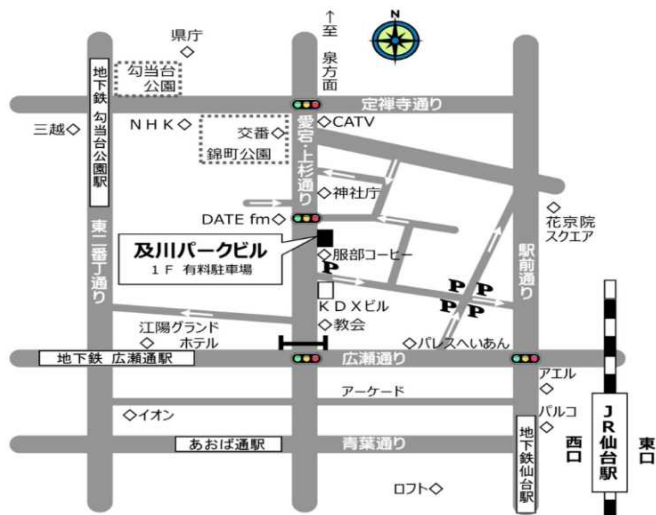 ↑至 泉方面
県庁
勾当台
公園
地下鉄 勾当台公園駅
定禅寺通り
三越
NHK
交番
錦町公園
CATV
愛宕・上杉通り
神社庁
DATE fm
花京院
スクエア
及川パークビル
1F 有料駐車場
服部コーヒー
東二番丁通り
駅前通り
P
P P
P P
KDXビル
教会
江陽グランド
ホテル
パレスへいあん
地下鉄 広瀬通駅
広瀬通り
アエル
アーケード
イオン
パルコ
あおば通駅
青葉通り
地下鉄仙台駅
西口
JR仙台駅
東口
ロフト